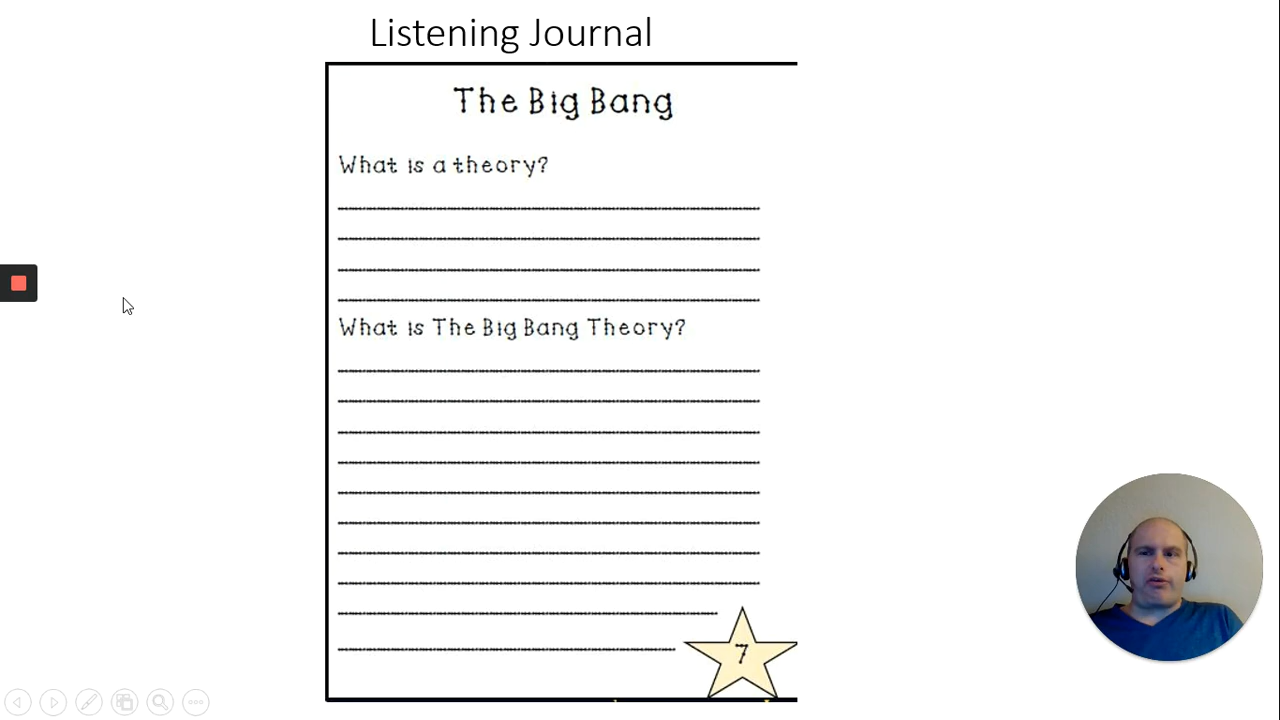 Listening Journal
The Big Bang
What is a theory?
What is The Big Bang Theory?
7